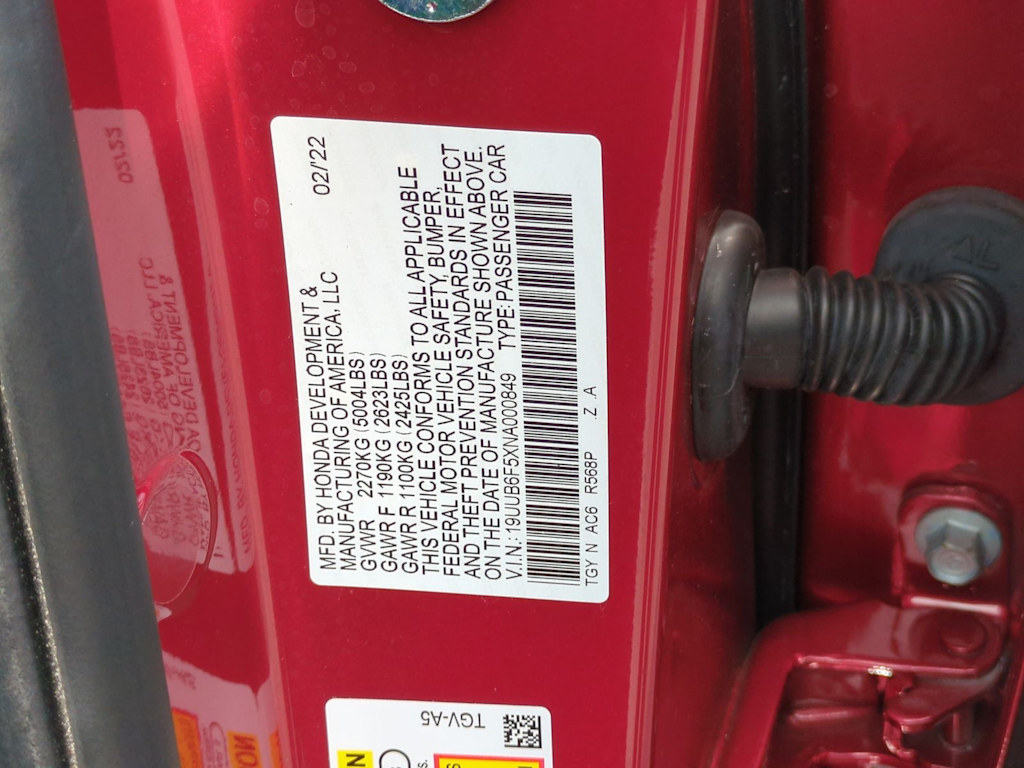 MFD. BY HONDA DEVELOPMENT &
MANUFACTURING OF AMERICA, LLC 02/'22
GVWR 2270KG (5004LBS)
GAWR F 1190KG (2623LBS)
GAWR R 1100KG (2425LBS)
THIS VEHICLE CONFORMS TO ALL APPLICABLE
FEDERAL MOTOR VEHICLE SAFETY, BUMPER,
AND THEFT PREVENTION STANDARDS IN EFFECT
ON THE DATE OF MANUFACTURE SHOWN ABOVE.
V.I.N.: 19UUB6F5XNA000849 TYPE: PASSENGER CAR
TGY N AC6 R568P . Z . A
TGV-A5